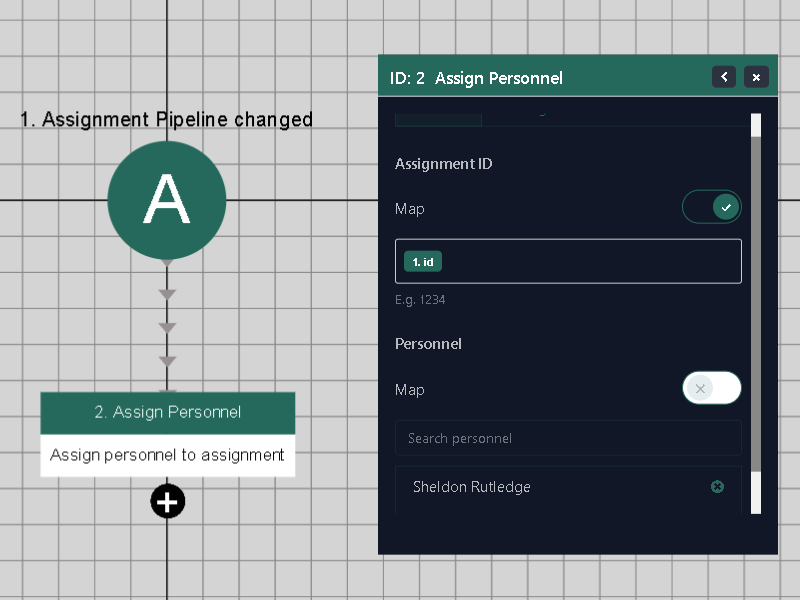 1. Assignment Pipeline changed
A
2. Assign Personnel
Assign personnel to assignment
ID: 2 Assign Personnel
Assignment ID
Map
1. id
E.g. 1234
Personnel
Map
Search personnel
Sheldon Rutledge